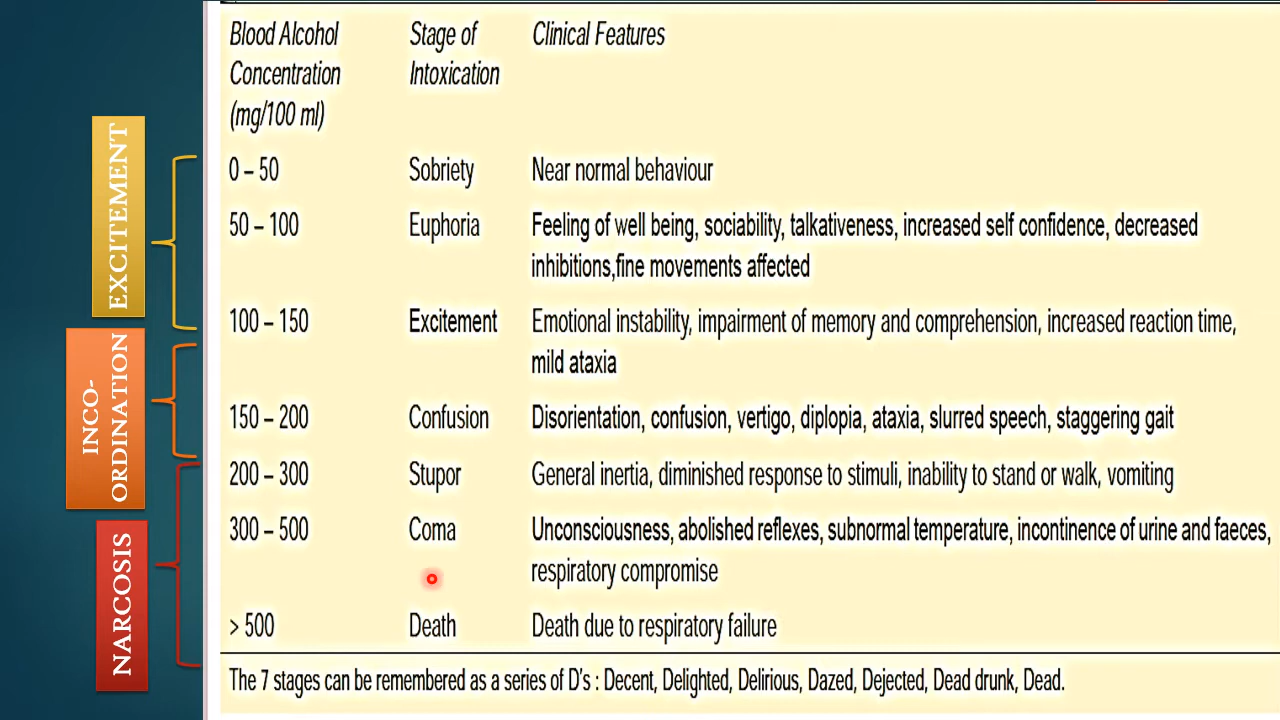 EXCITEMENT
INCO-
ORDINATION
NARCOSIS
Blood Alcohol Concentration (mg/100 ml) Stage of Intoxication Clinical Features
0 – 50 Sobriety Near normal behaviour
50 – 100 Euphoria Feeling of well being, sociability, talkativeness, increased self confidence, decreased
inhibitions,fine movements affected
100 – 150 Excitement Emotional instability, impairment of memory and comprehension, increased reaction time,
mild ataxia
150 – 200 Confusion Disorientation, confusion, vertigo, diplopia, ataxia, slurred speech, staggering gait
200 – 300 Stupor General inertia, diminished response to stimuli, inability to stand or walk, vomiting
300 – 500 Coma Unconsciousness, abolished reflexes, subnormal temperature, incontinence of urine and faeces,
respiratory compromise
> 500 Death Death due to respiratory failure
The 7 stages can be remembered as a series of D's : Decent, Delighted, Delirious, Dazed, Dejected, Dead drunk, Dead.